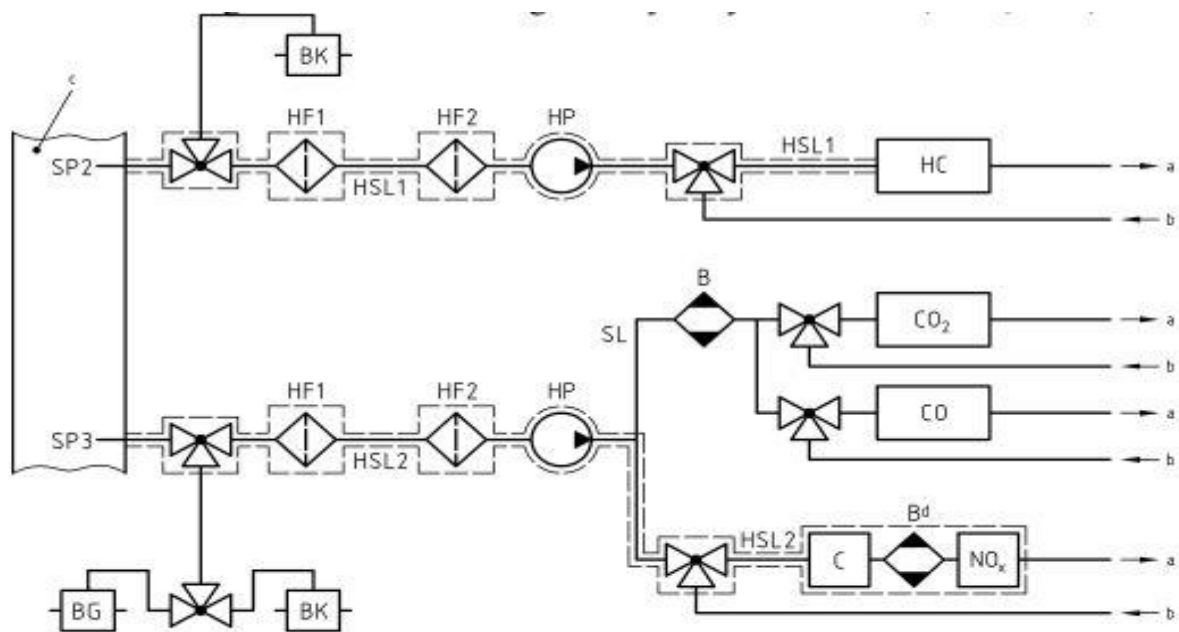 BK
c
HF1 HF2 HP
SP2 HSL1 HSL1 HC a
b
B
SL CO₂ a
b
HF1 HF2 HP CO a
SP3 HSL2 b
HSL2 Bᵈ
C NOₓ a
BG BK b